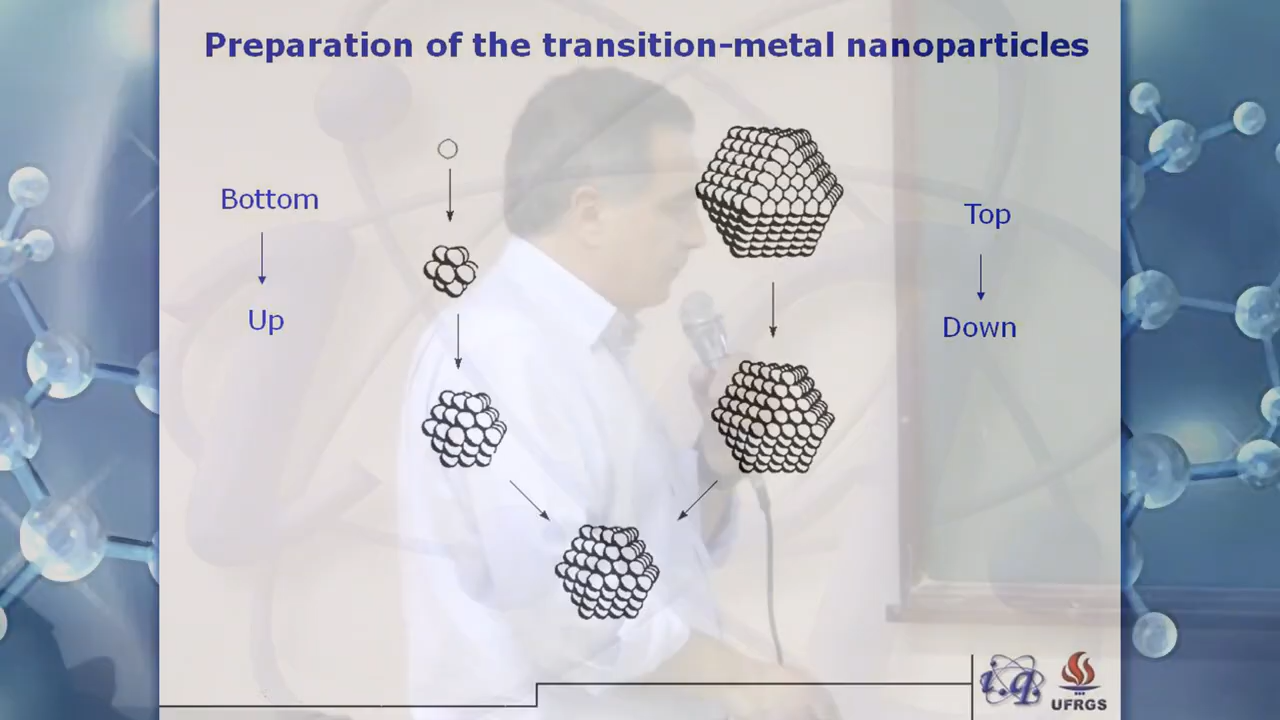 Preparation of the transition-metal nanoparticles
Bottom
Up
Top
Down
i.q.
UFRGS